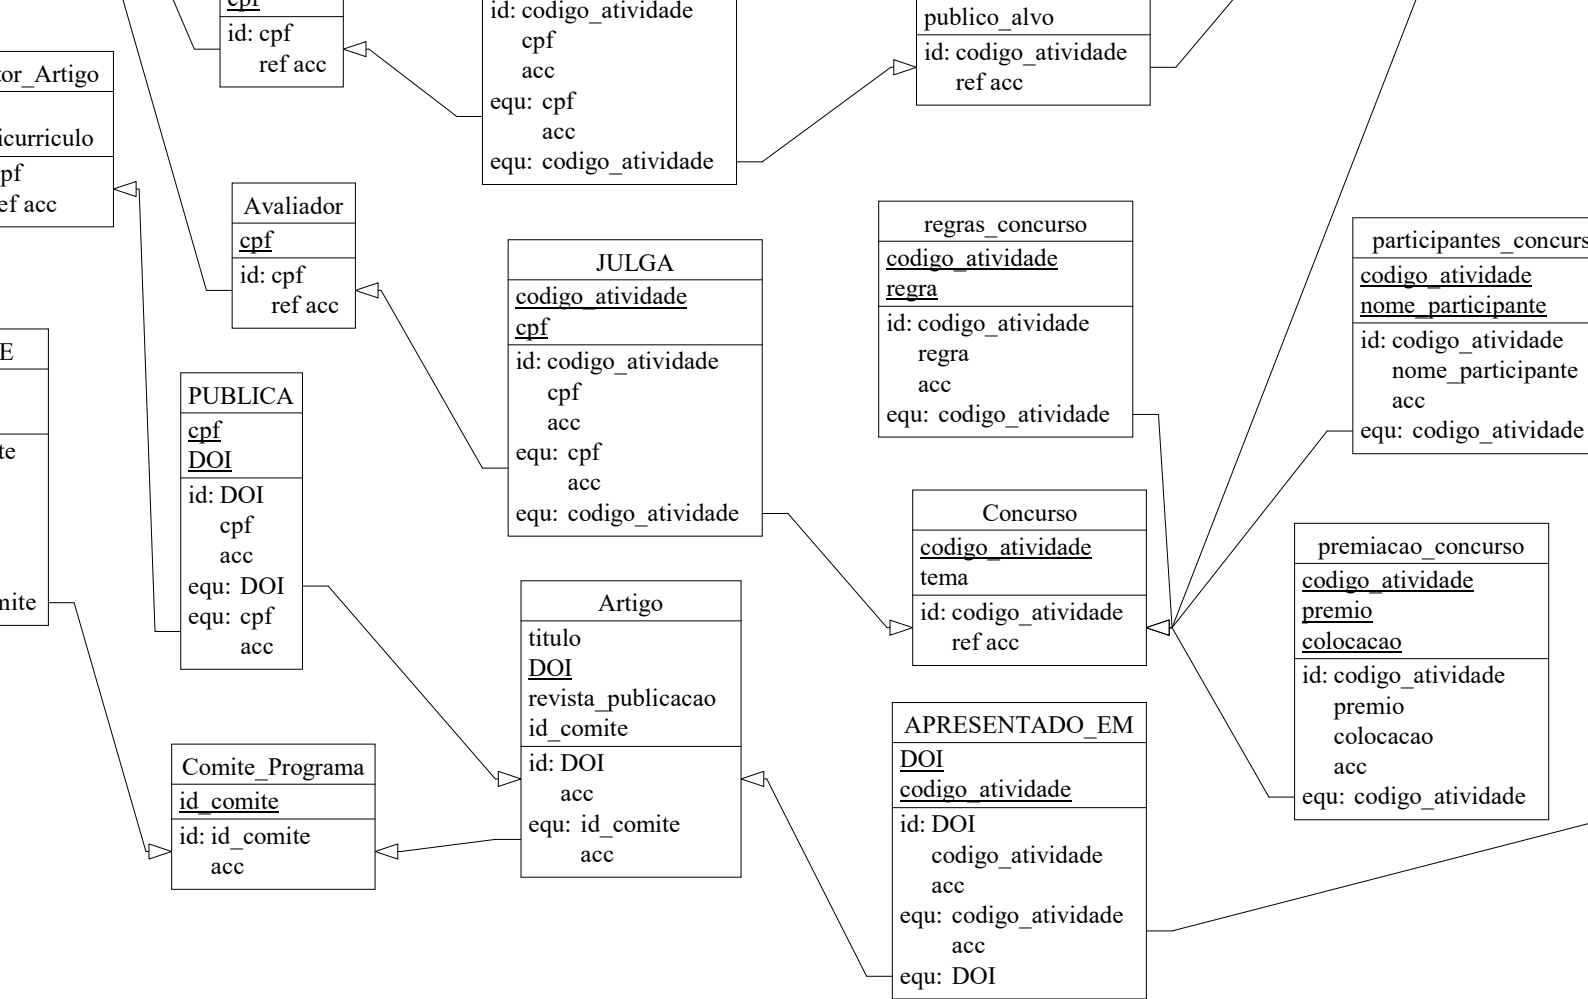 cpf
id: cpf
ref acc
id: codigo_atividade
cpf
acc
equ: cpf
acc
equ: codigo_atividade
publico_alvo
id: codigo_atividade
ref acc
tor_Artigo
icurriculo
pf
ef acc
Avaliador
cpf
id: cpf
ref acc
JULGA
codigo_atividade
cpf
id: codigo_atividade
cpf
acc
equ: cpf
acc
equ: codigo_atividade
regras_concurso
codigo_atividade
regra
id: codigo_atividade
regra
acc
equ: codigo_atividade
participantes_concurs
codigo_atividade
nome_participante
id: codigo_atividade
nome_participante
acc
equ: codigo_atividade
E
te
mite
PUBLICA
cpf
DOI
id: DOI
cpf
acc
equ: DOI
equ: cpf
acc
Concurso
codigo_atividade
tema
id: codigo_atividade
ref acc
premiacao_concurso
codigo_atividade
premio
colocacao
id: codigo_atividade
premio
colocacao
acc
equ: codigo_atividade
Artigo
titulo
DOI
revista_publicacao
id_comite
id: DOI
acc
equ: id_comite
acc
Comite_Programa
id_comite
id: id_comite
acc
APRESENTADO_EM
DOI
codigo_atividade
id: DOI
codigo_atividade
acc
equ: codigo_atividade
acc
equ: DOI